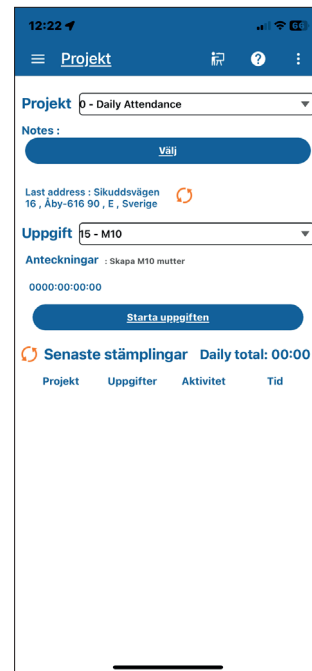 12:22
66
Projekt
Projekt 0 - Daily Attendance
Notes :
Välj
Last address : Sikuddsvägen
16 , Åby-616 90 , E , Sverige
Uppgift 15 - M10
Anteckningar : Skapa M10 mutter
0000:00:00:00
Starta uppgiften
Senaste stämplingar Daily total: 00:00
Projekt Uppgifter Aktivitet Tid